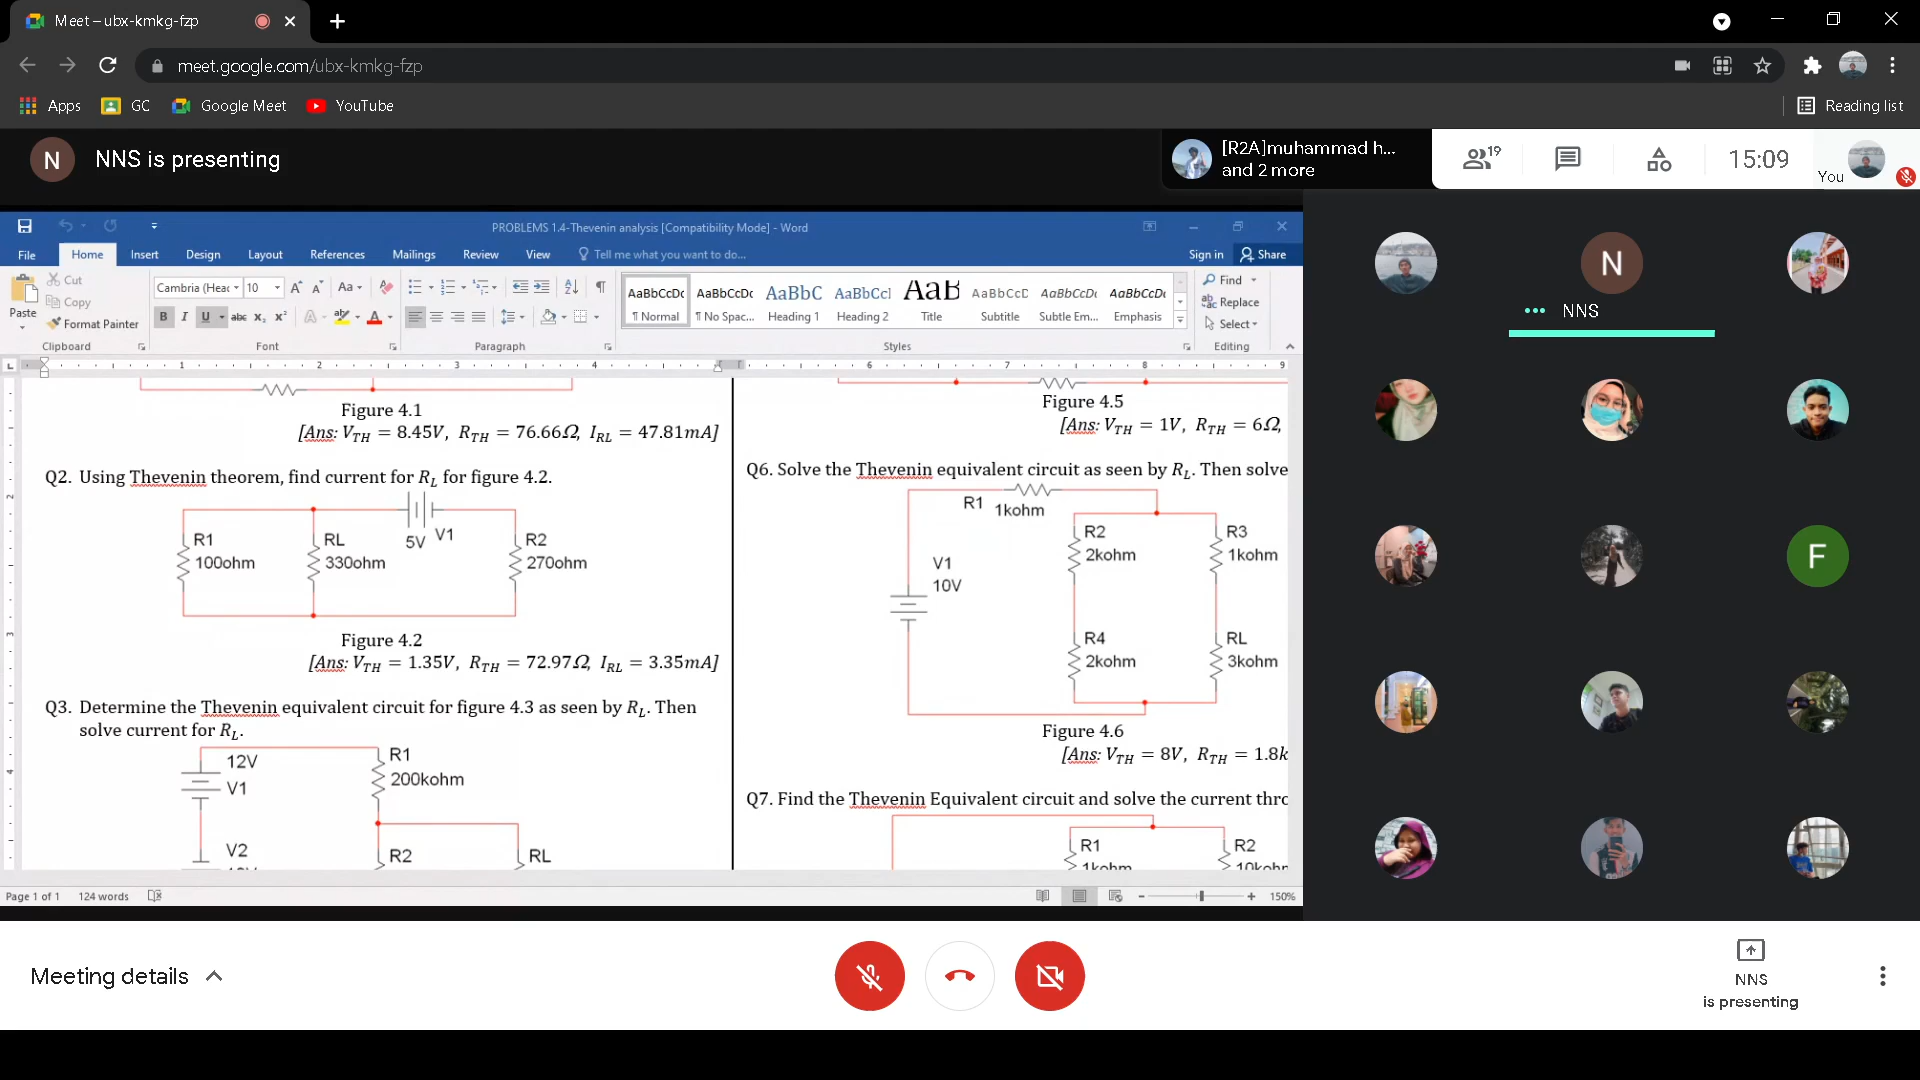 Meet – ubx-kmkg-fzp
meet.google.com/ubx-kmkg-fzp
Apps
GC
Google Meet
YouTube
Reading list
N
NNS is presenting
[R2A]muhammad h...
and 2 more
19
15:09
You
PROBLEMS 1.4-Thevenin analysis [Compatibility Mode] - Word
File
Home
Insert
Design
Layout
References
Mailings
Review
View
Tell me what you want to do...
Sign in
Share
Paste
Cut
Copy
Format Painter
Clipboard
Cambria (Head
10
Font
Paragraph
AaBbCcDc
¶ Normal
AaBbCcDc
¶ No Spac...
AaBbC
Heading 1
AaBbCcl
Heading 2
AaB
Title
AaBbCcD
Subtitle
AaBbCcDc
Subtle Em...
AaBbCcDc
Emphasis
Styles
Find
Replace
Select
Editing
1 2 3 4 6 7 8 9
Figure 4.1
[Ans: V_TH = 8.45V, R_TH = 76.66Ω, I_RL = 47.81mA]
Q2. Using Thevenin theorem, find current for R_L for figure 4.2.
R1
100ohm
RL
330ohm
5V
V1
R2
270ohm
Figure 4.2
[Ans: V_TH = 1.35V, R_TH = 72.97Ω, I_RL = 3.35mA]
Q3. Determine the Thevenin equivalent circuit for figure 4.3 as seen by R_L. Then
solve current for R_L.
12V
V1
R1
200kohm
V2
R2
RL
Figure 4.5
[Ans: V_TH = 1V, R_TH = 6Ω,
Q6. Solve the Thevenin equivalent circuit as seen by R_L. Then solve
R1
1kohm
R2
2kohm
R3
1kohm
V1
10V
R4
2kohm
RL
3kohm
Figure 4.6
[Ans: V_TH = 8V, R_TH = 1.8k
Q7. Find the Thevenin Equivalent circuit and solve the current thro
R1
1kohm
R2
10kohm
Page 1 of 1
124 words
150%
N
NNS
F
Meeting details
NNS
is presenting